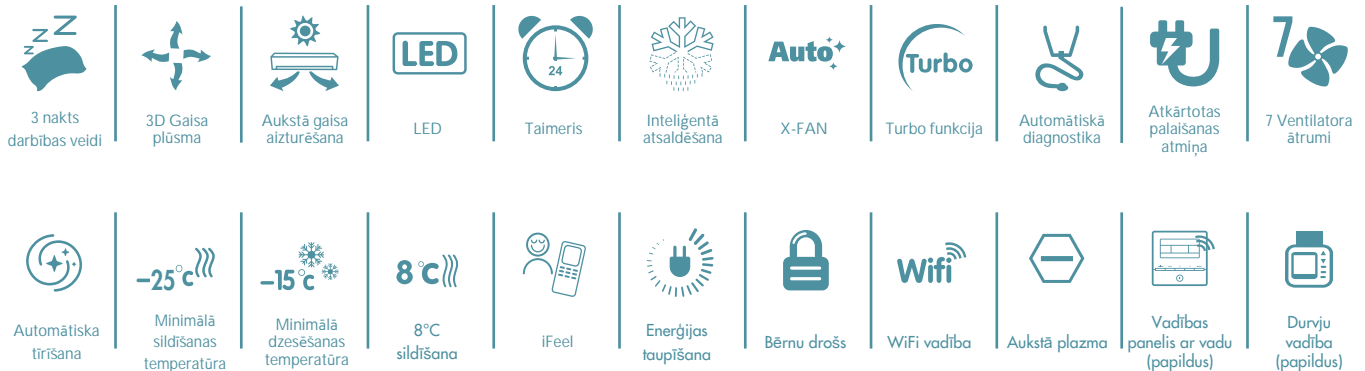 Z Z Z
3 nakts
darbības veidi
3D Gaisa
plūsma
Aukstā gaisa
aizturēšana
LED
LED
24
Taimeris
Inteliģentā
atsaldēšana
Auto
X-FAN
Turbo
Turbo funkcija
Automātiskā
diagnostika
Atkārtotas
palaišanas
atmiņa
7
7 Ventilatora
ātrumi
Automātiska
tīrīšana
–25°C
Minimālā
sildīšanas
temperatūra
–15°C
Minimālā
dzesēšanas
temperatūra
8°C
8°C
sildīšana
iFeel
Enerģijas
taupīšana
Bērnu drošs
Wifi
WiFi vadība
Aukstā plazma
Vadības
panelis ar vadu
(papildus)
Durvju
vadība
(papildus)